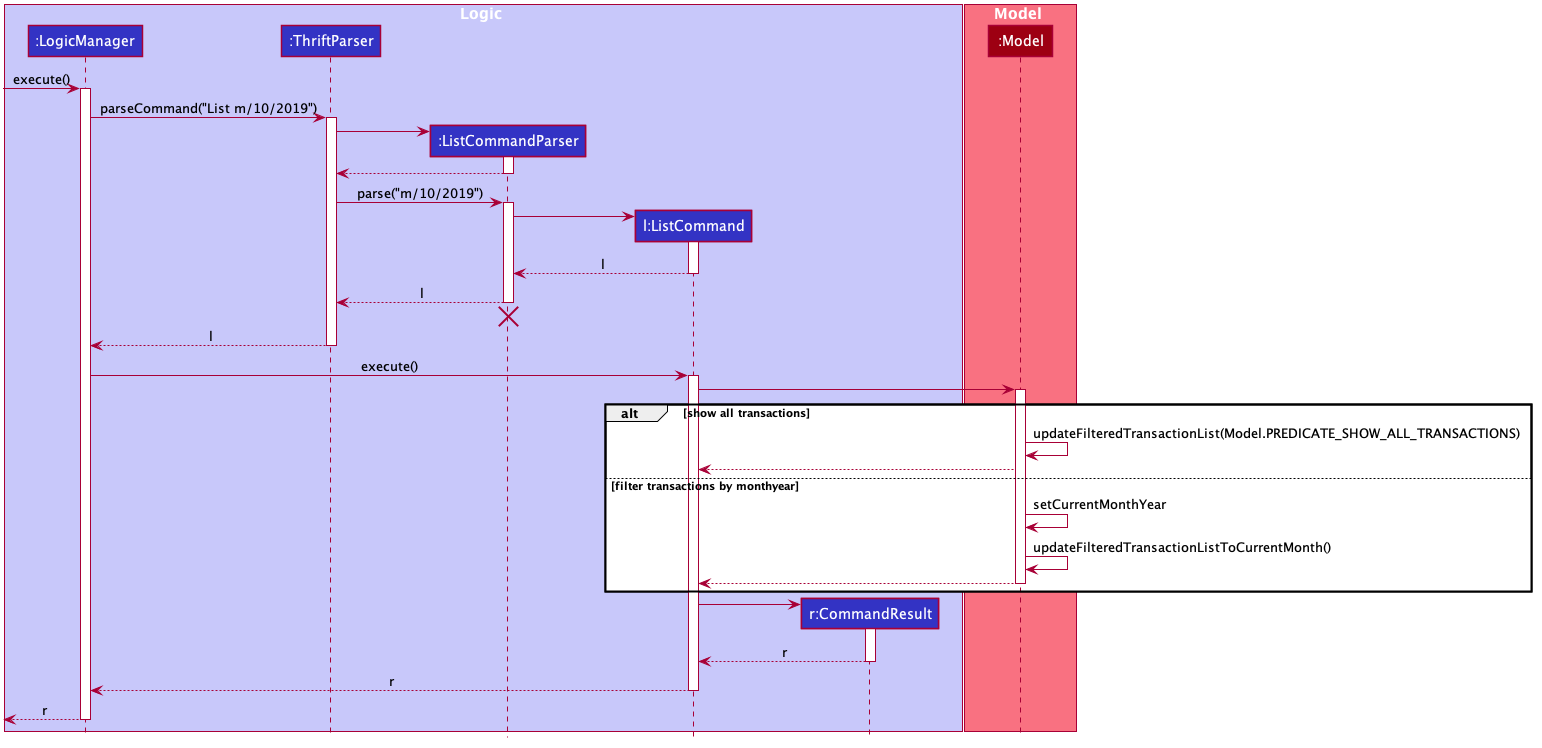 Logic
Model
:LogicManager
:ThriftParser
:Model
execute()
parseCommand("List m/10/2019")
:ListCommandParser
parse("m/10/2019")
l:ListCommand
l
l
l
execute()
alt
[show all transactions]
updateFilteredTransactionList(Model.PREDICATE_SHOW_ALL_TRANSACTIONS)
[filter transactions by monthyear]
setCurrentMonthYear
updateFilteredTransactionListToCurrentMonth()
r:CommandResult
r
r
r